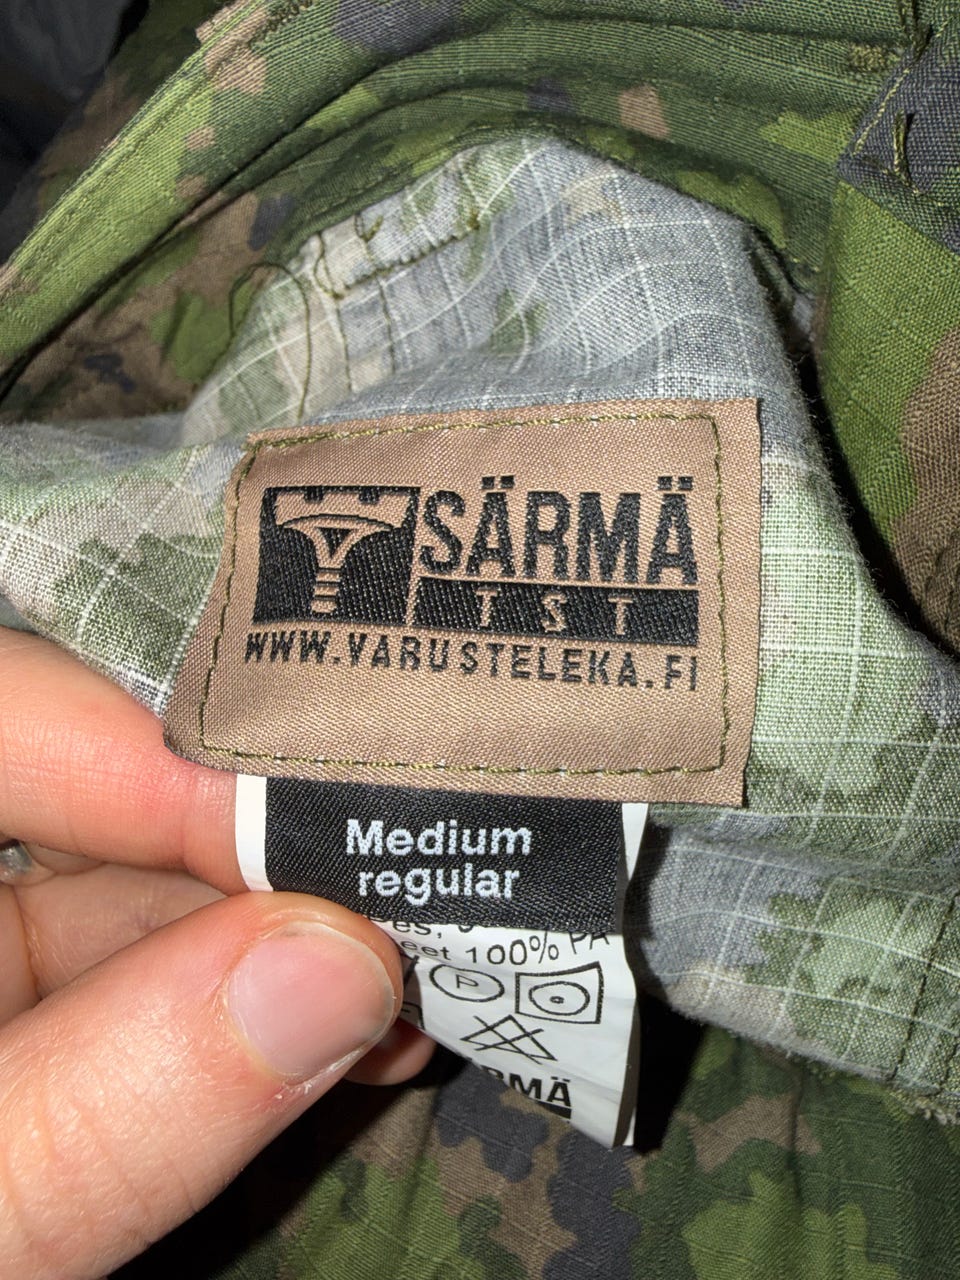 SÄRMÄ
TST
WWW.VARUSTELEKA.FI
Medium
regular
100% PA
P